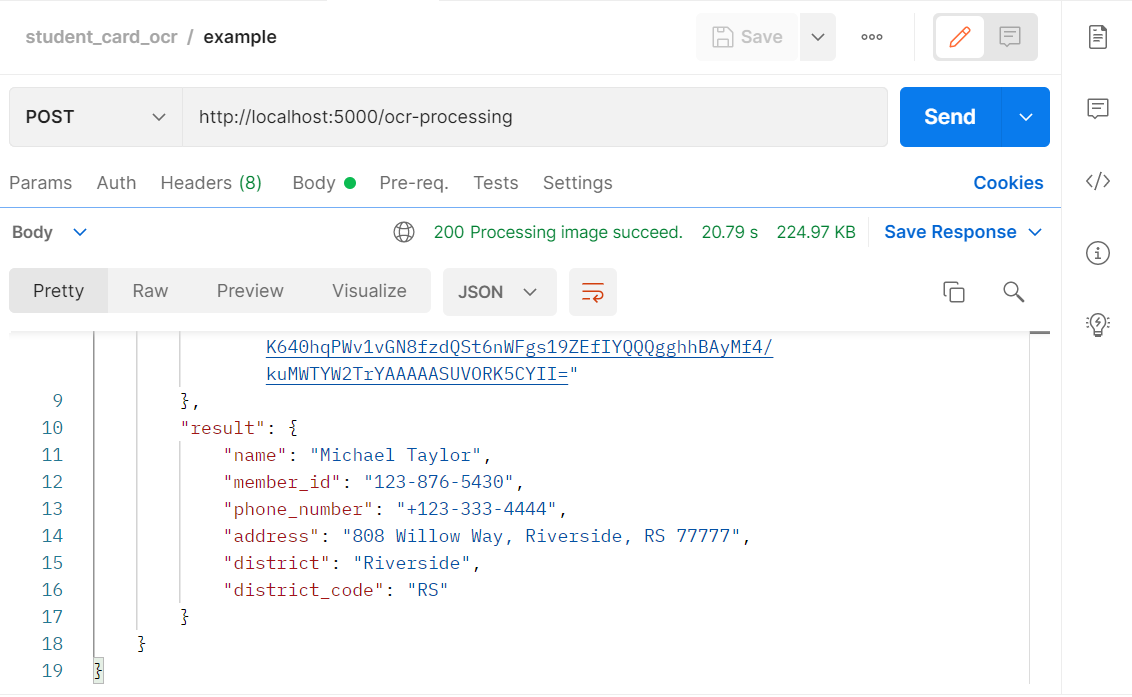 student_card_ocr / example
Save
POST
http://localhost:5000/ocr-processing
Send
Params Auth Headers (8) Body Pre-req. Tests Settings Cookies
Body 200 Processing image succeed. 20.79 s 224.97 KB Save Response
Pretty Raw Preview Visualize JSON
K640hqPWv1vGN8fzdQSt6nWFgs19ZEfIYQQQgghhBAyMf4/
kuMWTYW2TrYAAAAASUVORK5CYII="
9 },
10 "result": {
11 "name": "Michael Taylor",
12 "member_id": "123-876-5430",
13 "phone_number": "+123-333-4444",
14 "address": "808 Willow Way, Riverside, RS 77777",
15 "district": "Riverside",
16 "district_code": "RS"
17 }
18 }
19 }